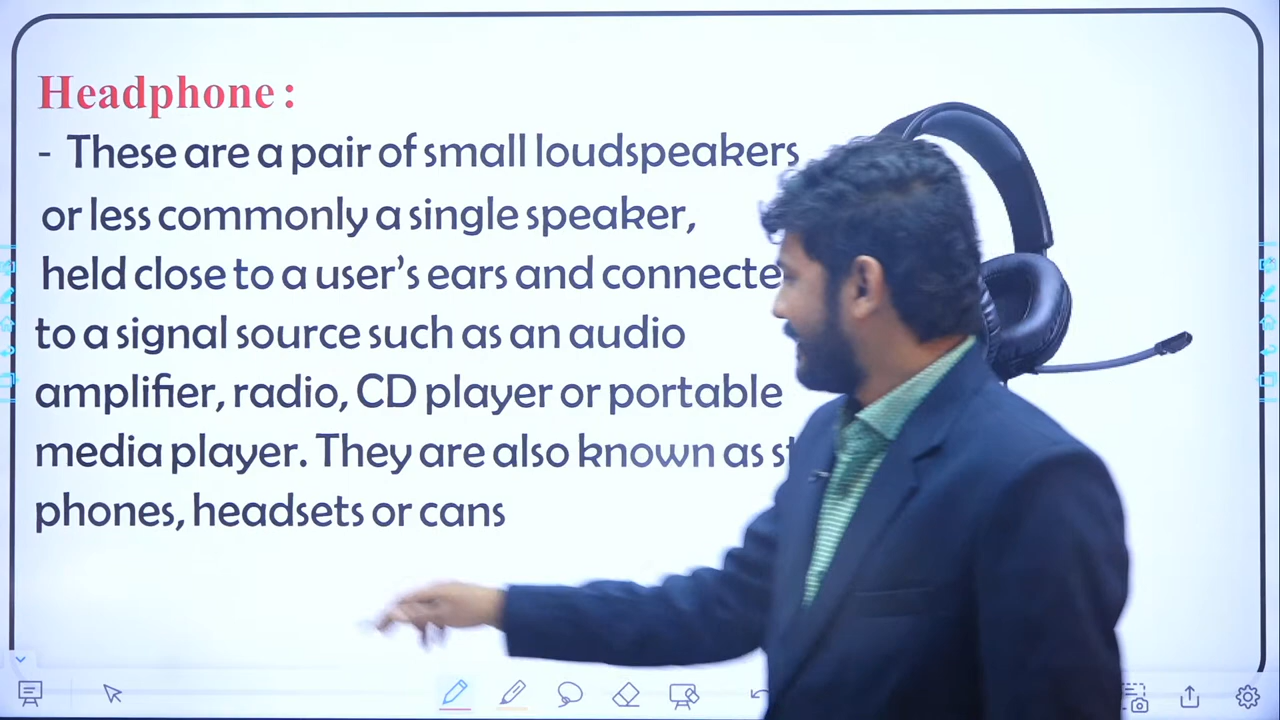 Headphone :
- These are a pair of small loudspeakers
or less commonly a single speaker,
held close to a user's ears and
to a signal source such as an audio
amplifier, radio, CD player or portable
media player. They are also known as
phones, headsets or cans